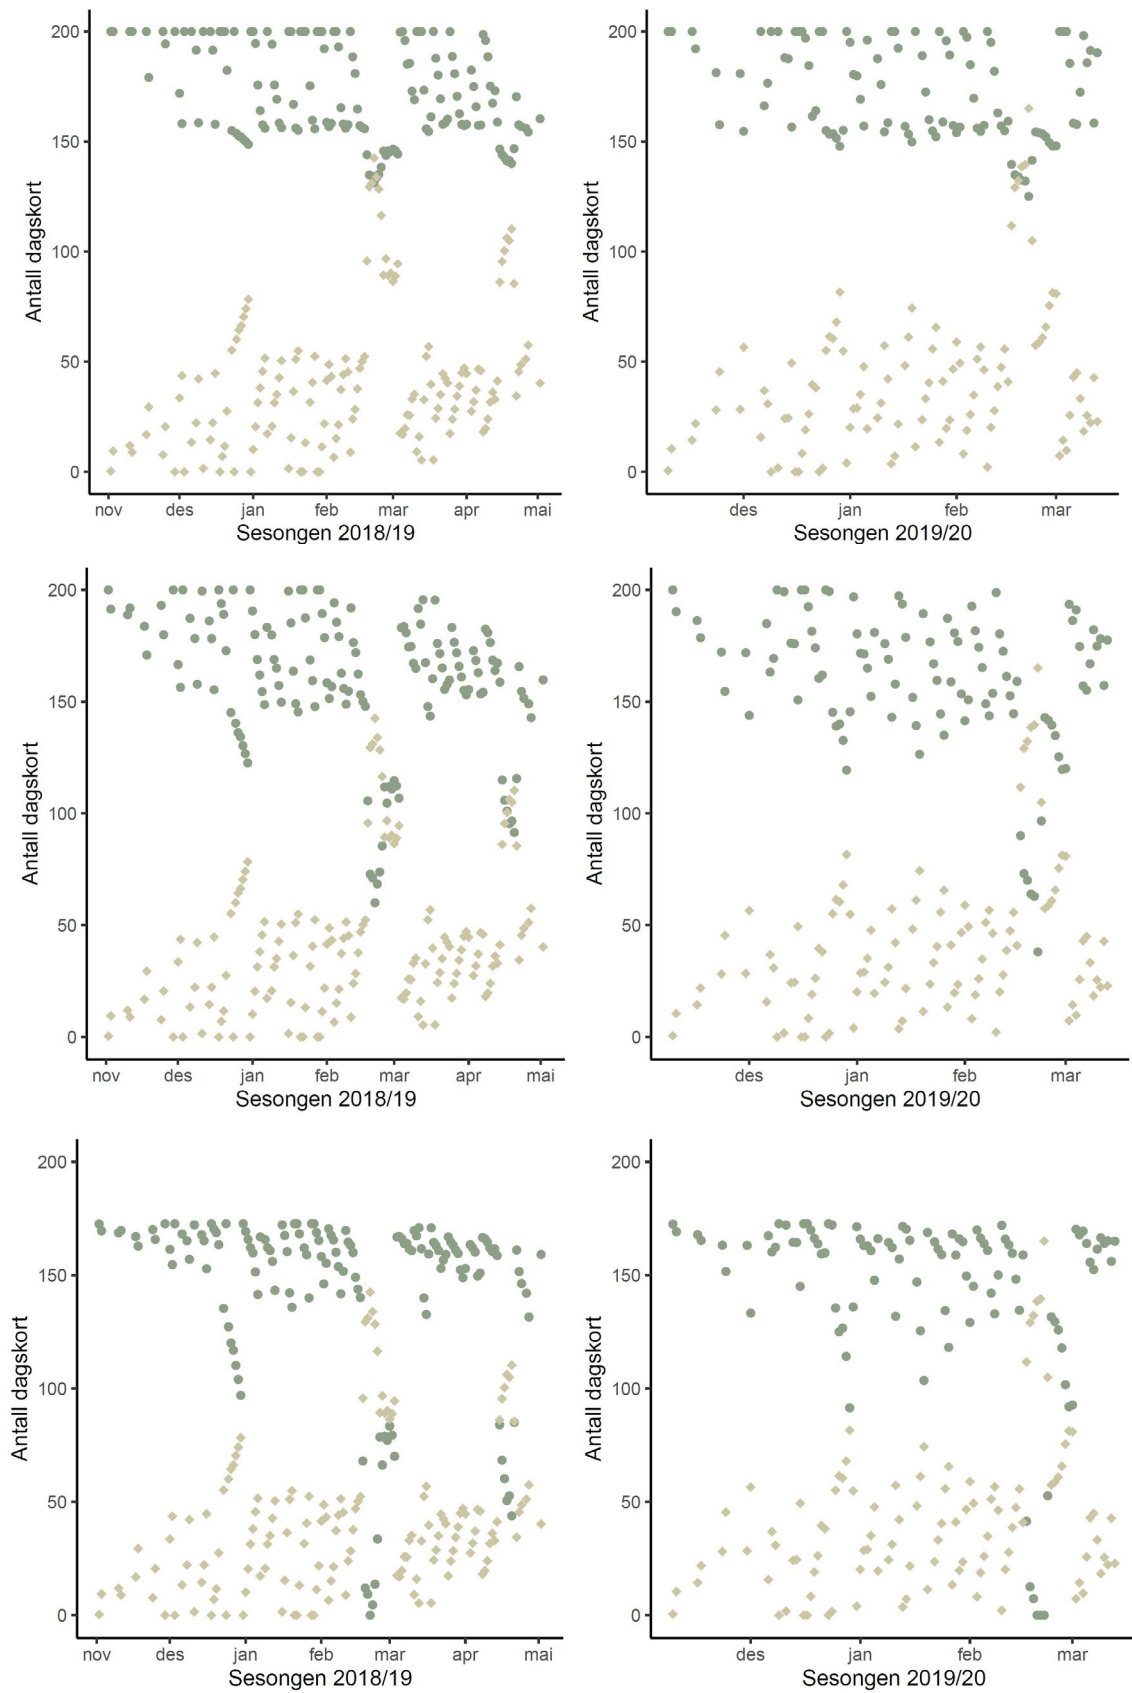 200
150
100
50
0
Antall dagskort
nov des jan feb mar apr mai
Sesongen 2018/19
200
150
100
50
0
Antall dagskort
des jan feb mar
Sesongen 2019/20
200
150
100
50
0
Antall dagskort
nov des jan feb mar apr mai
Sesongen 2018/19
200
150
100
50
0
Antall dagskort
des jan feb mar
Sesongen 2019/20
200
150
100
50
0
Antall dagskort
nov des jan feb mar apr mai
Sesongen 2018/19
200
150
100
50
0
Antall dagskort
des jan feb mar
Sesongen 2019/20